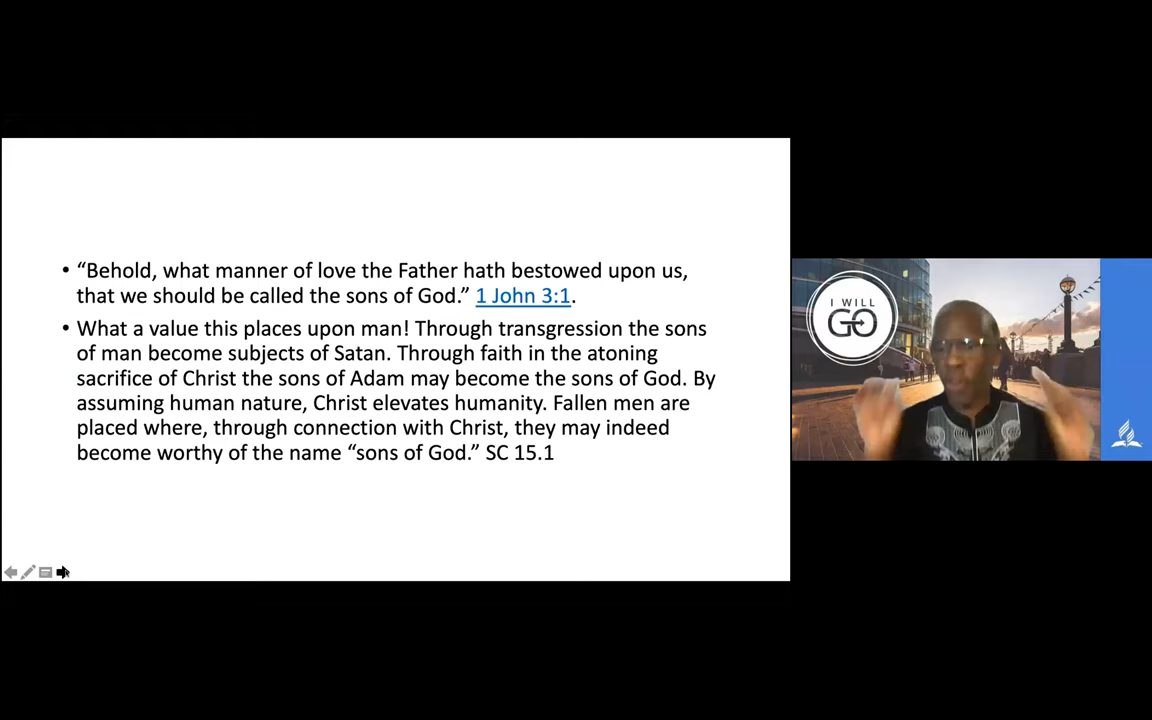 • “Behold, what manner of love the Father hath bestowed upon us,
that we should be called the sons of God.” 1 John 3:1.
• What a value this places upon man! Through transgression the sons
of man become subjects of Satan. Through faith in the atoning
sacrifice of Christ the sons of Adam may become the sons of God. By
assuming human nature, Christ elevates humanity. Fallen men are
placed where, through connection with Christ, they may indeed
become worthy of the name “sons of God.” SC 15.1
I WILL
GO